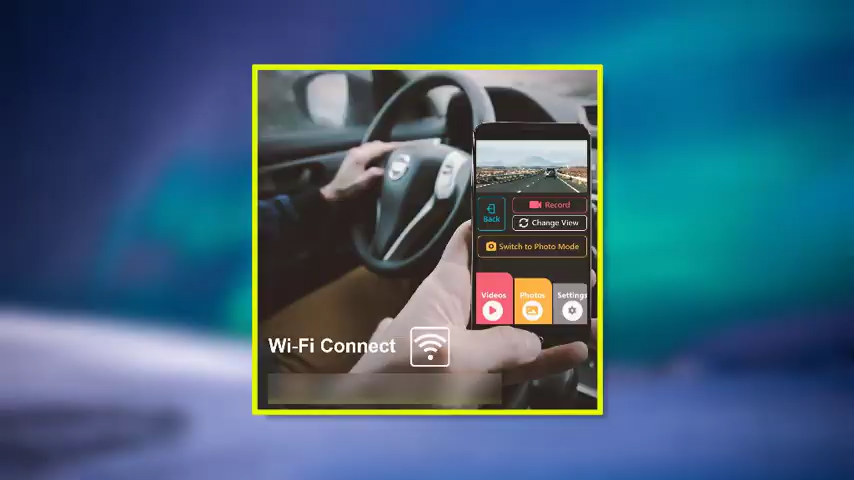 Back
Record
Change View
Switch to Photo Mode
Videos
Photos
Settings
Wi-Fi Connect